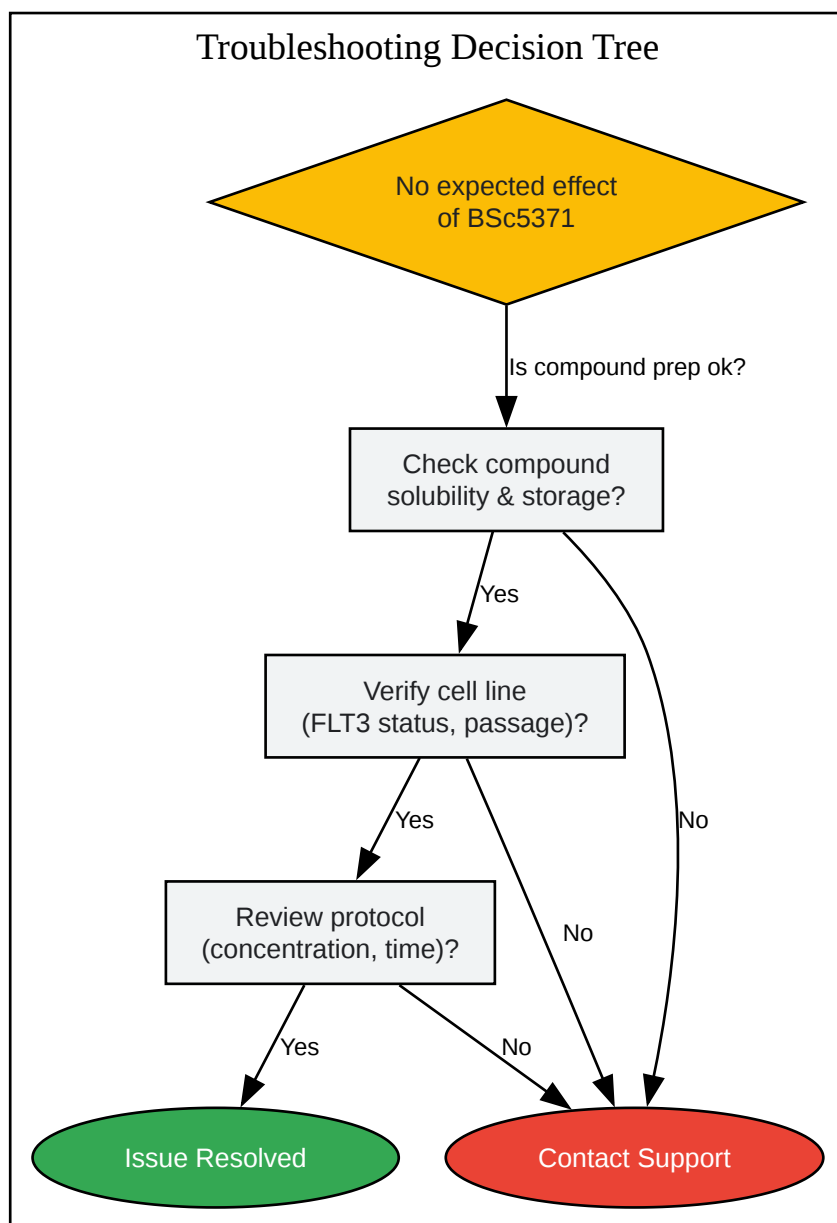 Troubleshooting Decision Tree
No expected effect
of BSc5371
Is compound prep ok?
Check compound
solubility & storage?
Yes
Verify cell line
(FLT3 status, passage)?
No
Yes
Review protocol
(concentration, time)?
No
Yes
No
Issue Resolved
Contact Support